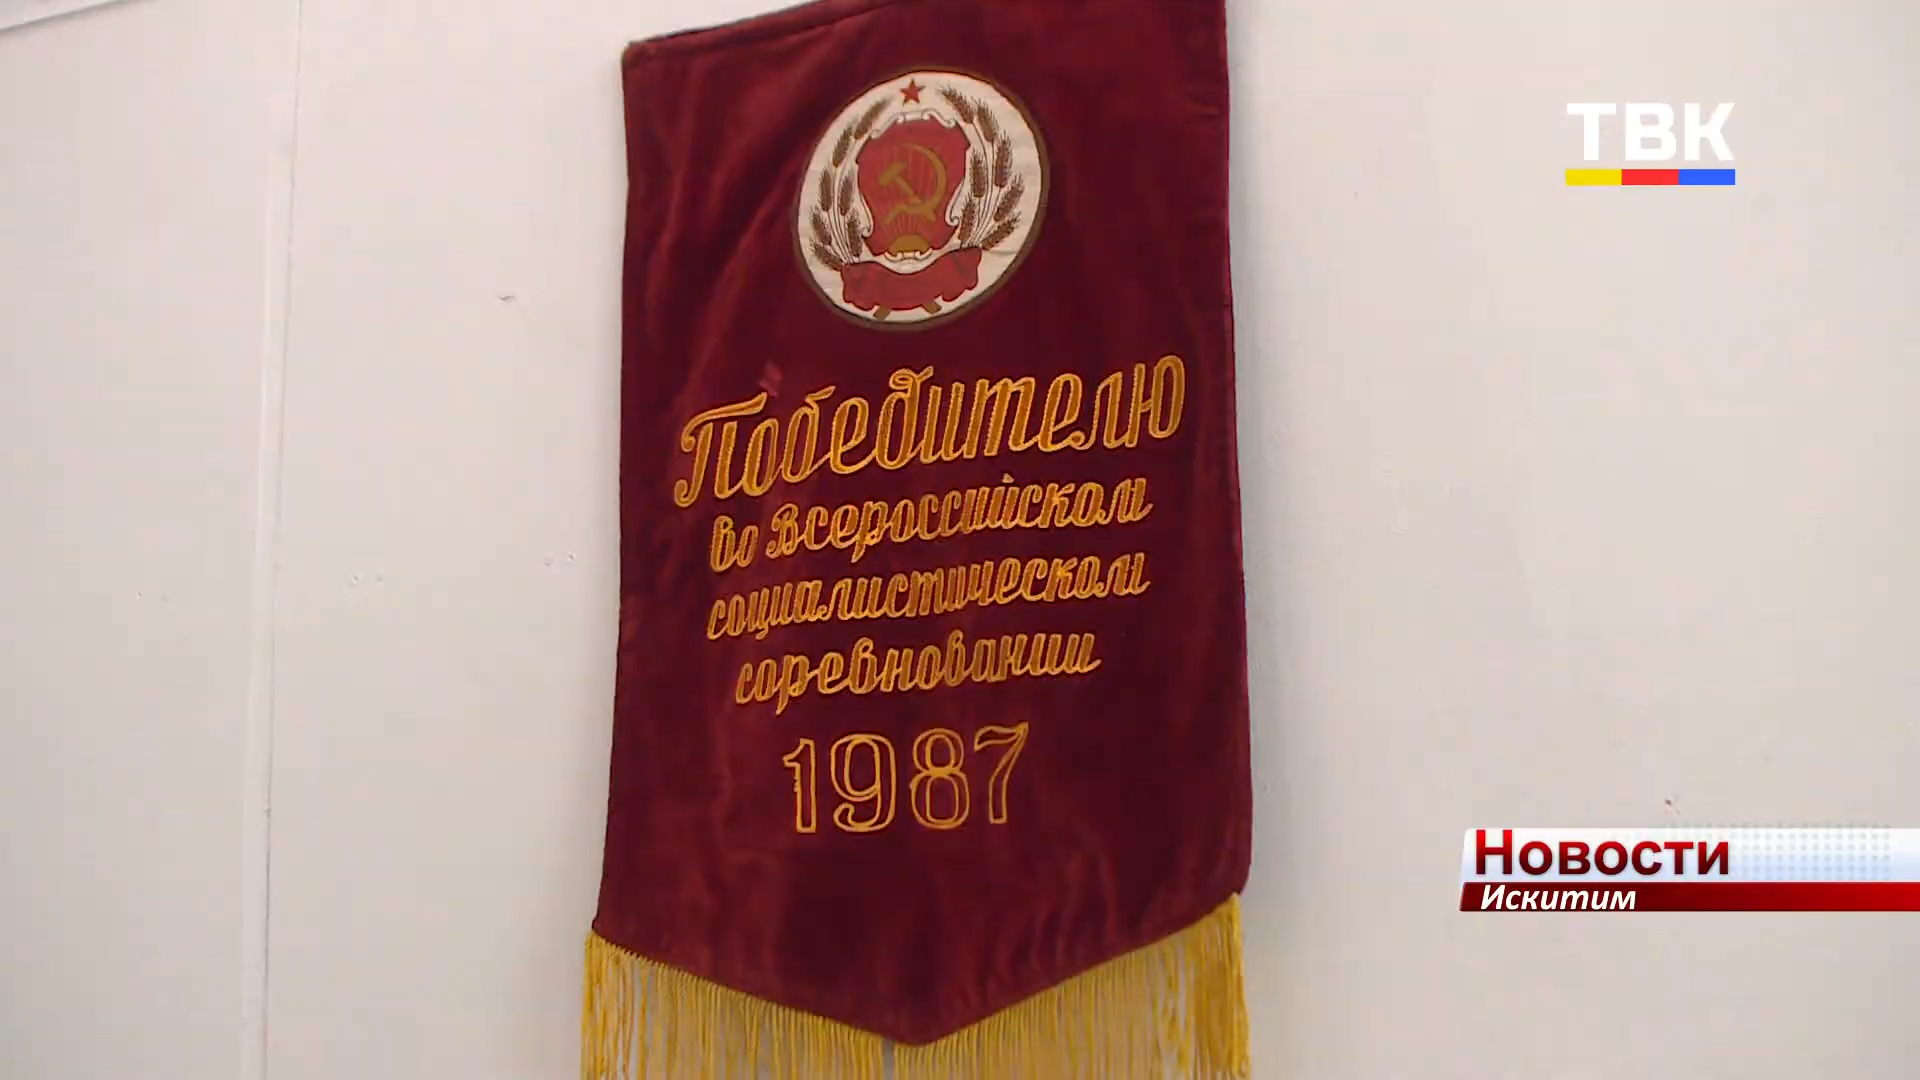 ТВК
Победителю
во Всероссийском
социалистическом
соревновании
1987
Новости
Искитим